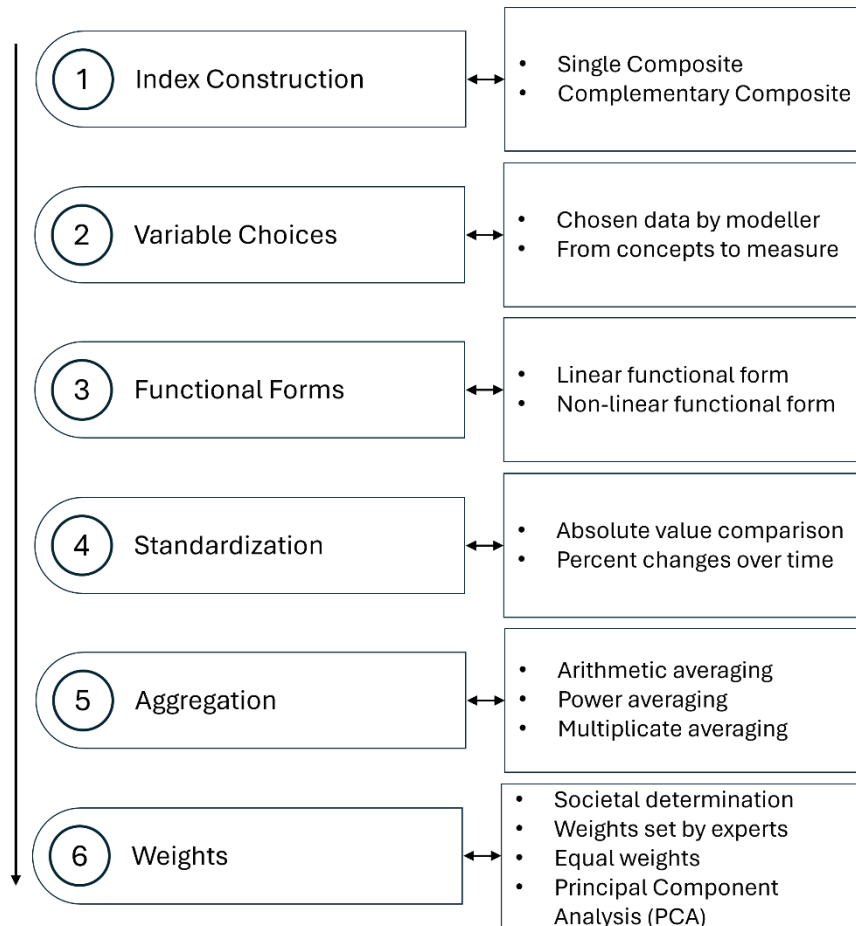 1 Index Construction
• Single Composite
• Complementary Composite
2 Variable Choices
• Chosen data by modeller
• From concepts to measure
3 Functional Forms
• Linear functional form
• Non-linear functional form
4 Standardization
• Absolute value comparison
• Percent changes over time
5 Aggregation
• Arithmetic averaging
• Power averaging
• Multiplicate averaging
6 Weights
• Societal determination
• Weights set by experts
• Equal weights
• Principal Component
Analysis (PCA)